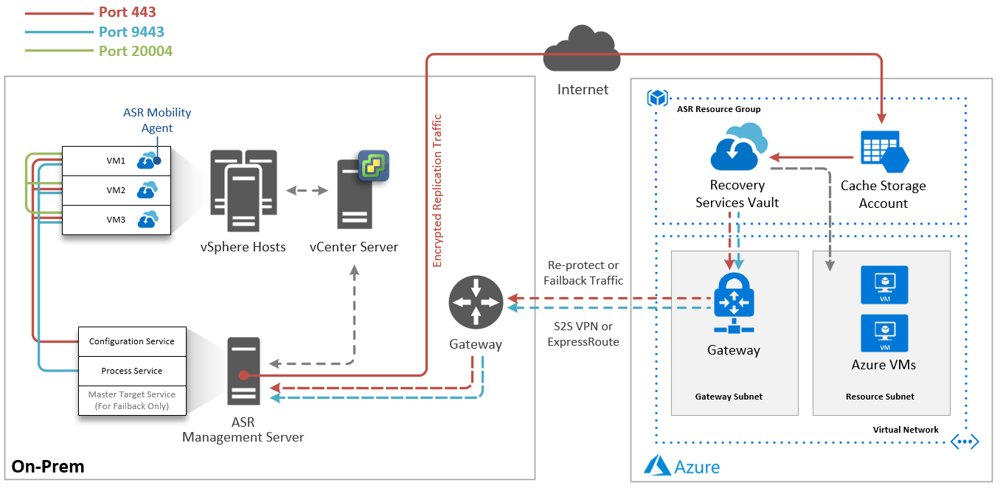 Port 443
Port 9443
Port 20004
Internet
ASR Mobility
Agent
VM1
VM2
VM3
vSphere Hosts
vCenter Server
Encrypted Replication Traffic
Configuration Service
Process Service
Master Target Service
(For Failback Only)
ASR
Management Server
Gateway
On-Prem
Re-protect or
Failback Traffic
S2S VPN or
ExpressRoute
ASR Resource Group
Recovery
Services Vault
Cache Storage
Account
Gateway
Gateway Subnet
VM
VM
Azure VMs
Resource Subnet
Virtual Network
Azure